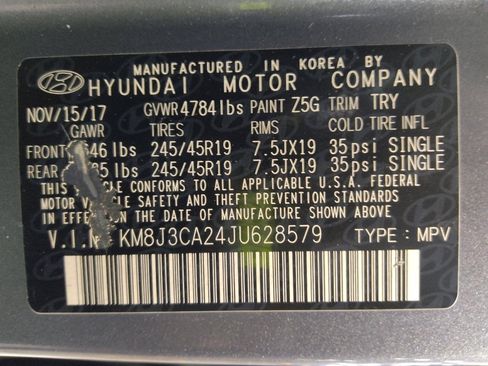 MANUFACTURED IN KOREA BY
HYUNDAI MOTOR COMPANY
NOV/15/17 GVWR4784lbs PAINT Z5G TRIM TRY
GAWR TIRES RIMS COLD TIRE INFL
FRONT lbs 245/45R19 7.5JX19 35psi SINGLE
REAR lbs 245/45R19 7.5JX19 35psi SINGLE
THIS VEHICLE CONFORMS TO ALL APPLICABLE U.S.A. FEDERAL
MOTOR VEHICLE SAFETY AND THEFT PREVENTION STANDARDS
IN EFFECT ON THE DATE OF MANUFACTURE SHOWN ABOVE.
V.I.N KM8J3CA24JU628579 TYPE:MPV